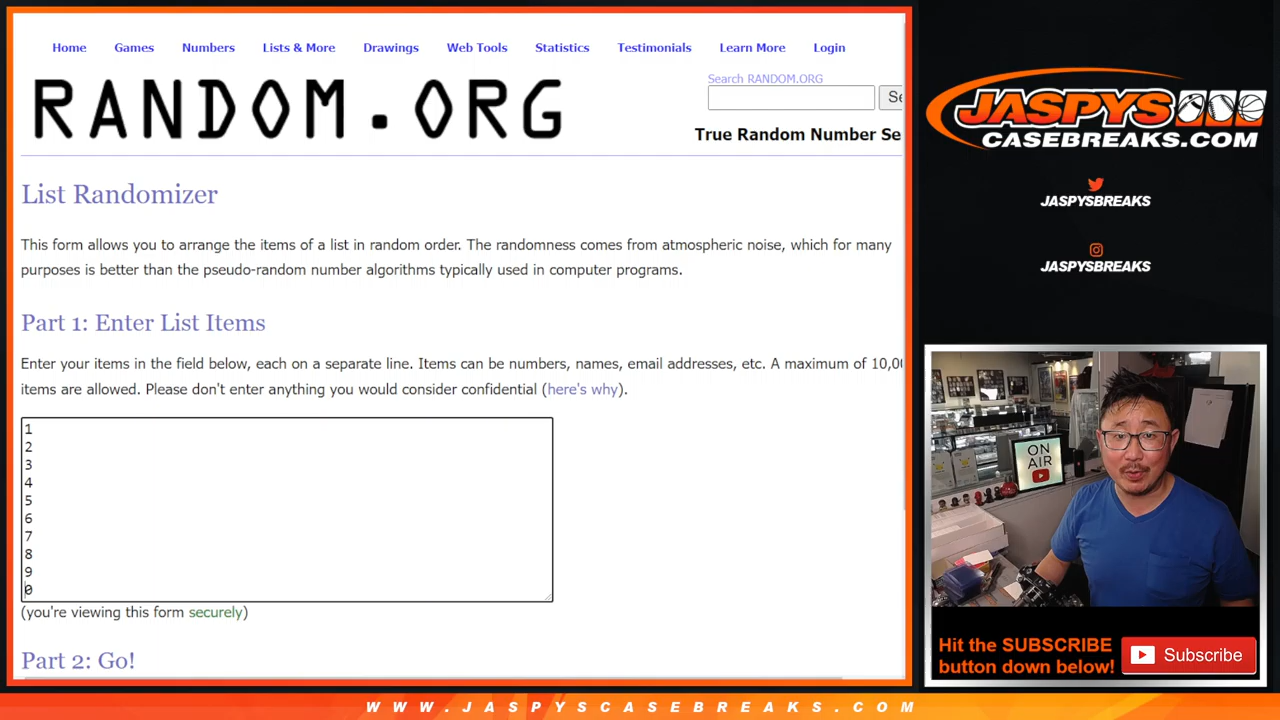 Home Games Numbers Lists & More Drawings Web Tools Statistics Testimonials Learn More Login
RANDOM.ORG
Search RANDOM.ORG
Se
True Random Number Se
List Randomizer
This form allows you to arrange the items of a list in random order. The randomness comes from atmospheric noise, which for many
purposes is better than the pseudo-random number algorithms typically used in computer programs.
Part 1: Enter List Items
Enter your items in the field below, each on a separate line. Items can be numbers, names, email addresses, etc. A maximum of 10,00
items are allowed. Please don't enter anything you would consider confidential (here's why).
1
2
3
4
5
6
7
8
9
0
(you're viewing this form securely)
Part 2: Go!
JASPYS
CASEBREAKS.COM
JASPYSBREAKS
JASPYSBREAKS
ON
AIR
Hit the SUBSCRIBE
button down below!
Subscribe
WWW.JASPYSCASEBREAKS.COM